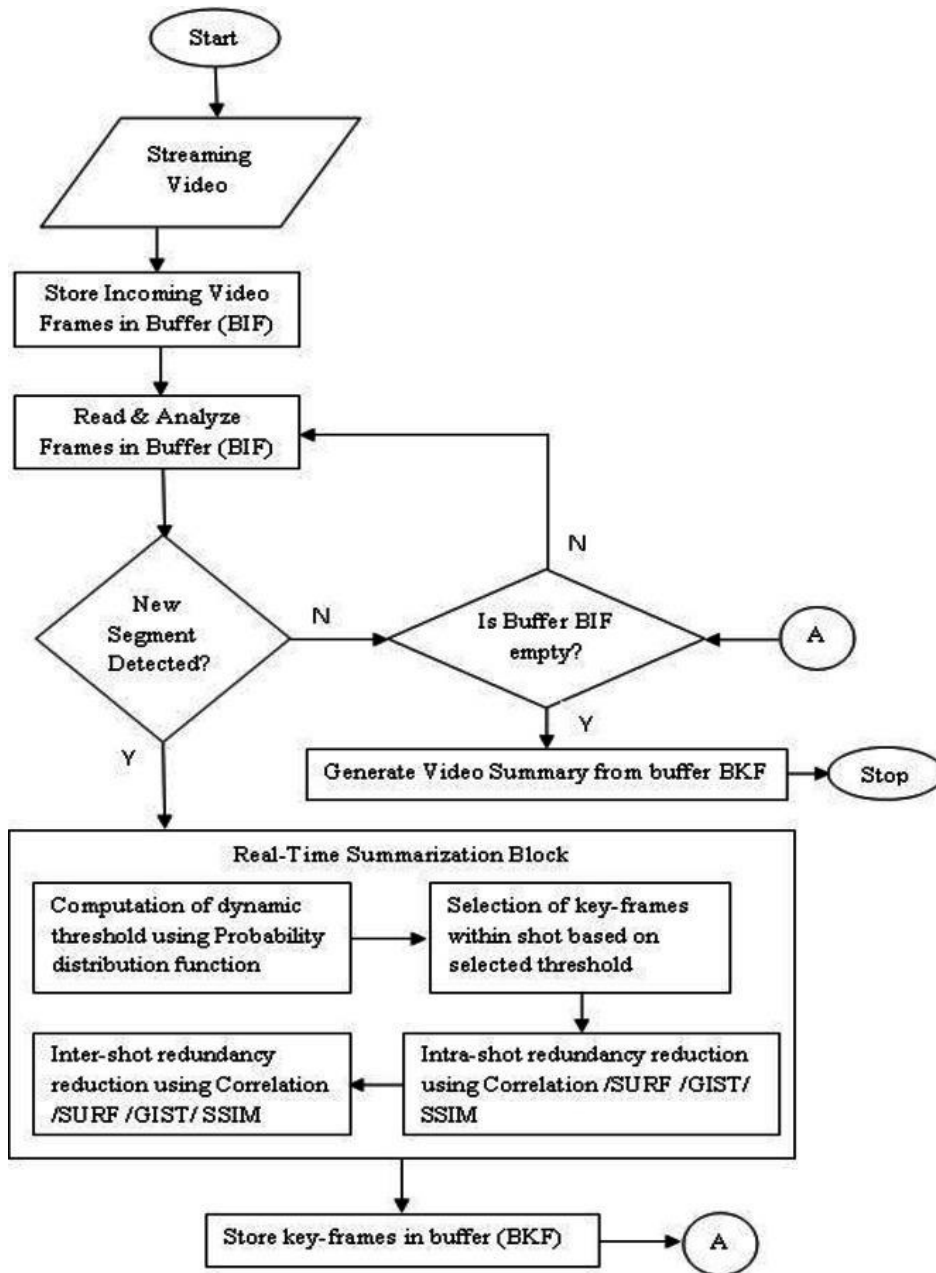 Start
Streaming
Video
Store Incoming Video
Frames in Buffer (BIF)
Read & Analyze
Frames in Buffer (BIF)
New
Segment
Detected?
N
N
Is Buffer BIF
empty?
A
Y
Y
Generate Video Summary from buffer BKF
Stop
Real-Time Summarization Block
Computation of dynamic
threshold using Probability
distribution function
Selection of key-frames
within shot based on
selected threshold
Intra-shot redundancy reduction
using Correlation /SURF /GIST/
SSIM
Inter-shot redundancy
reduction using Correlation
/SURF /GIST/ SSIM
Store key-frames in buffer (BKF)
A